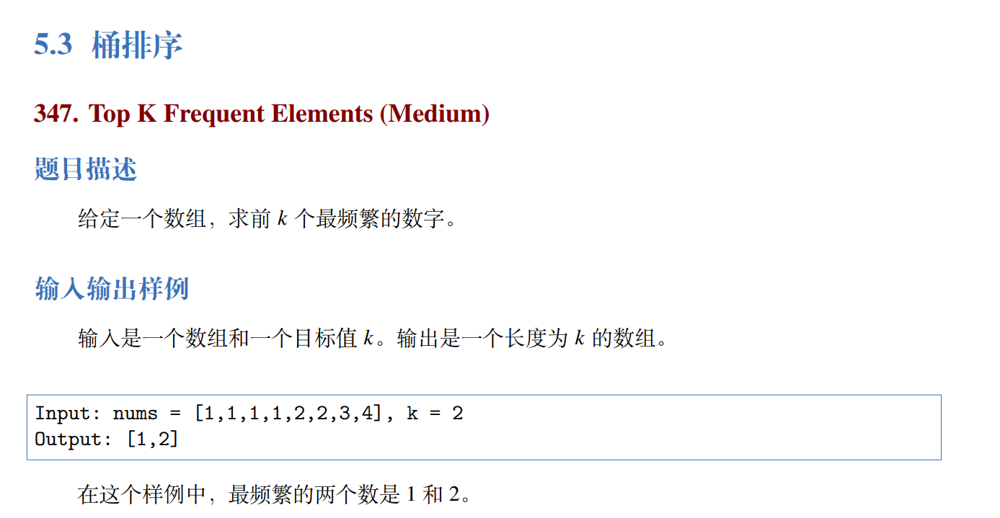 5.3 桶排序
347. Top K Frequent Elements (Medium)
题目描述
给定一个数组，求前 k 个最频繁的数字。
输入输出样例
输入是一个数组和一个目标值 k。输出是一个长度为 k 的数组。
Input: nums = [1,1,1,1,2,2,3,4], k = 2
Output: [1,2]
在这个样例中，最频繁的两个数是 1 和 2。